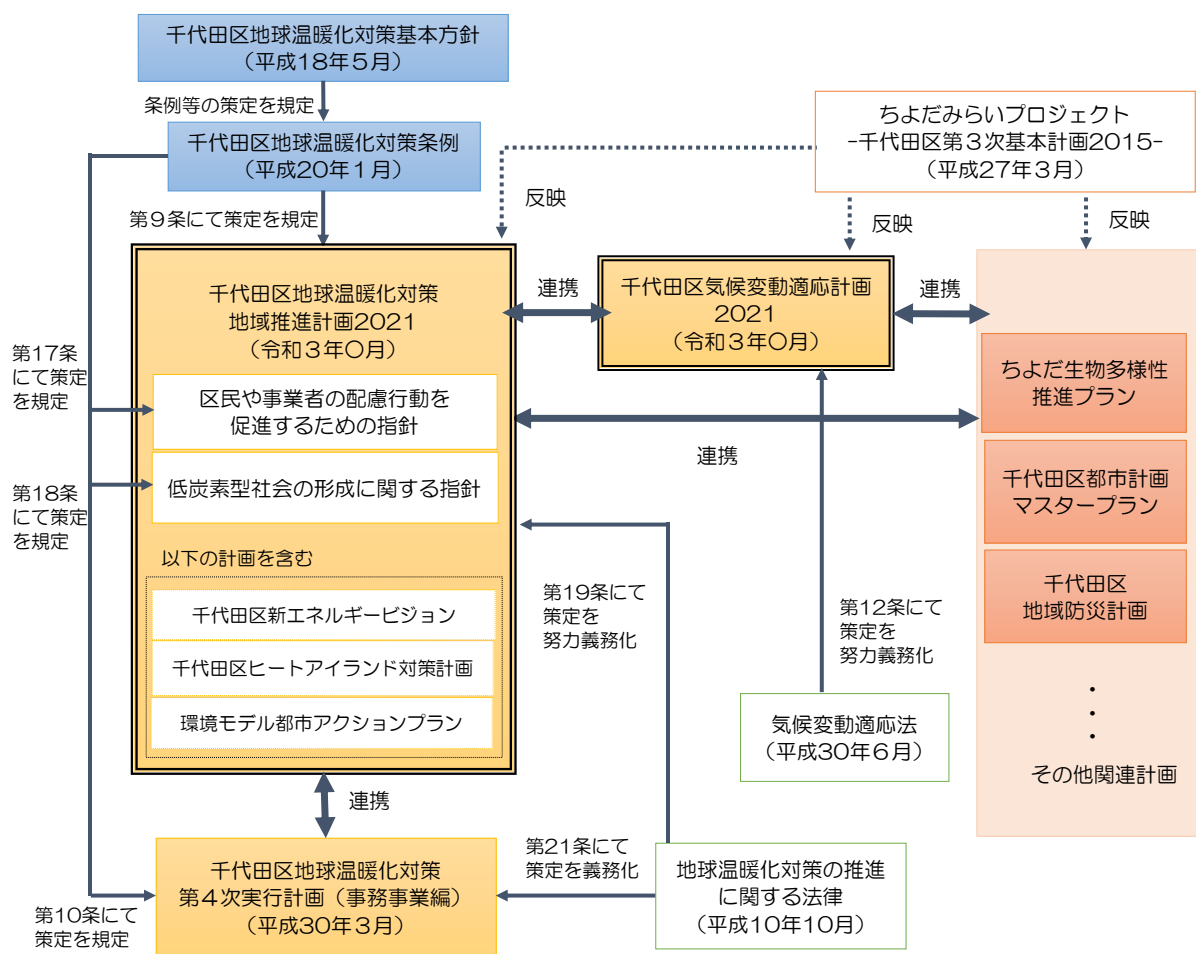 千代田区地球温暖化対策基本方針
（平成18年５月）
条例等の策定を規定
千代田区地球温暖化対策条例
（平成20年１月）
第９条にて策定を規定
ちよだみらいプロジェクト
-千代田区第３次基本計画2015-
（平成27年３月）
反映
反映
反映
千代田区地球温暖化対策
地域推進計画2021
（令和３年〇月）
連携
千代田区気候変動適応計画
2021
（令和３年〇月）
連携
第17条
にて策定
を規定
区民や事業者の配慮行動を
促進するための指針
ちよだ生物多様性
推進プラン
連携
第18条
にて策定
を規定
低炭素型社会の形成に関する指針
千代田区都市計画
マスタープラン
以下の計画を含む
千代田区新エネルギービジョン
千代田区ヒートアイランド対策計画
環境モデル都市アクションプラン
第19条にて
策定を
努力義務化
第12条にて
策定を
努力義務化
千代田区
地域防災計画
・
・
・
その他関連計画
気候変動適応法
（平成30年６月）
連携
千代田区地球温暖化対策
第４次実行計画（事務事業編）
（平成30年３月）
第21条にて
策定を義務化
地球温暖化対策の推進
に関する法律
（平成10年10月）
第10条にて
策定を規定